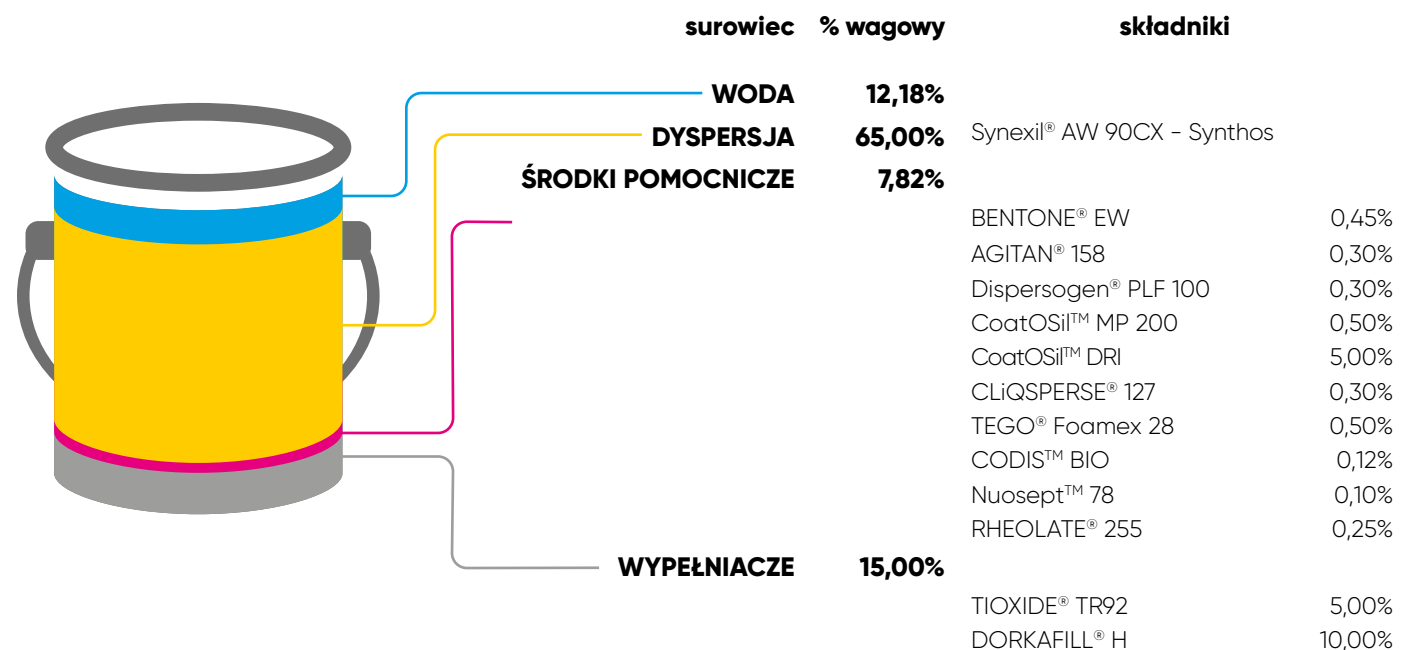 surowiec % wagowy składniki
WODA 12,18%
DYSPERSJA 65,00% Synexil® AW 90CX - Synthos
ŚRODKI POMOCNICZE 7,82%
BENTONE® EW 0,45%
AGITAN® 158 0,30%
Dispersogen® PLF 100 0,30%
CoatOSil™ MP 200 0,50%
CoatOSil™ DRI 5,00%
CLiQSPERSE® 127 0,30%
TEGO® Foamex 28 0,50%
CODIS™ BIO 0,12%
Nuosept™ 78 0,10%
RHEOLATE® 255 0,25%
WYPEŁNIACZE 15,00%
TIOXIDE® TR92 5,00%
DORKAFILL® H 10,00%